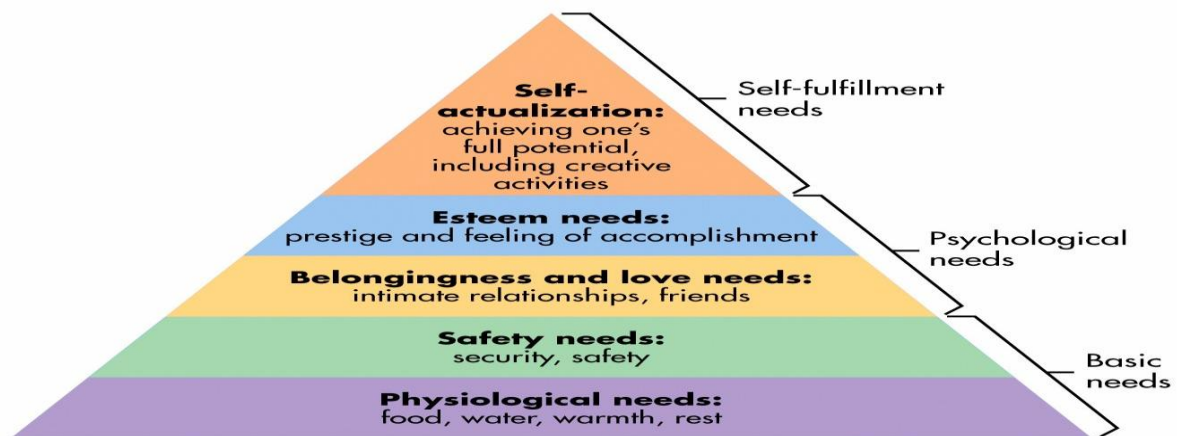 Self-
actualization:
achieving one's
full potential,
including creative
activities
Self-fulfillment
needs
Esteem needs:
prestige and feeling of accomplishment
Psychological
needs
Belongingness and love needs:
intimate relationships, friends
Safety needs:
security, safety
Basic
needs
Physiological needs:
food, water, warmth, rest